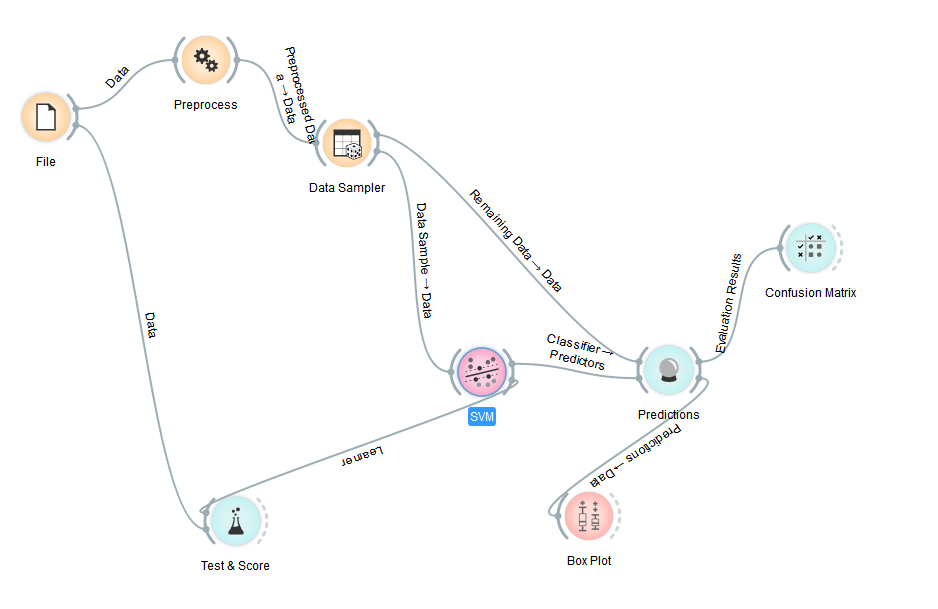 Data
Preprocess
Preprocessed Dat
a → Data
File
Data Sampler
Remaining Data → Data
Data Sample → Data
Data
Evaluation Results
Confusion Matrix
Classifier →
Predictors
SVM
Predictions
Learner
Predictions → Data
Test & Score
Box Plot